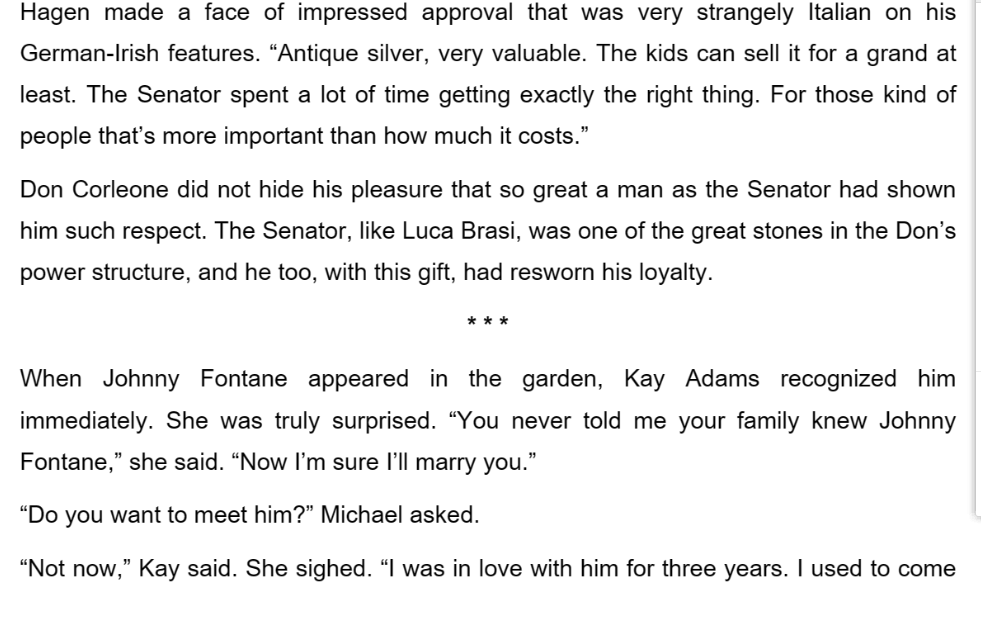 Hagen made a face of impressed approval that was very strangely Italian on his
German-Irish features. “Antique silver, very valuable. The kids can sell it for a grand at
least. The Senator spent a lot of time getting exactly the right thing. For those kind of
people that’s more important than how much it costs.”
Don Corleone did not hide his pleasure that so great a man as the Senator had shown
him such respect. The Senator, like Luca Brasi, was one of the great stones in the Don’s
power structure, and he too, with this gift, had resworn his loyalty.
* * *
When Johnny Fontane appeared in the garden, Kay Adams recognized him
immediately. She was truly surprised. “You never told me your family knew Johnny
Fontane,” she said. “Now I’m sure I’ll marry you.”
“Do you want to meet him?” Michael asked.
“Not now,” Kay said. She sighed. “I was in love with him for three years. I used to come